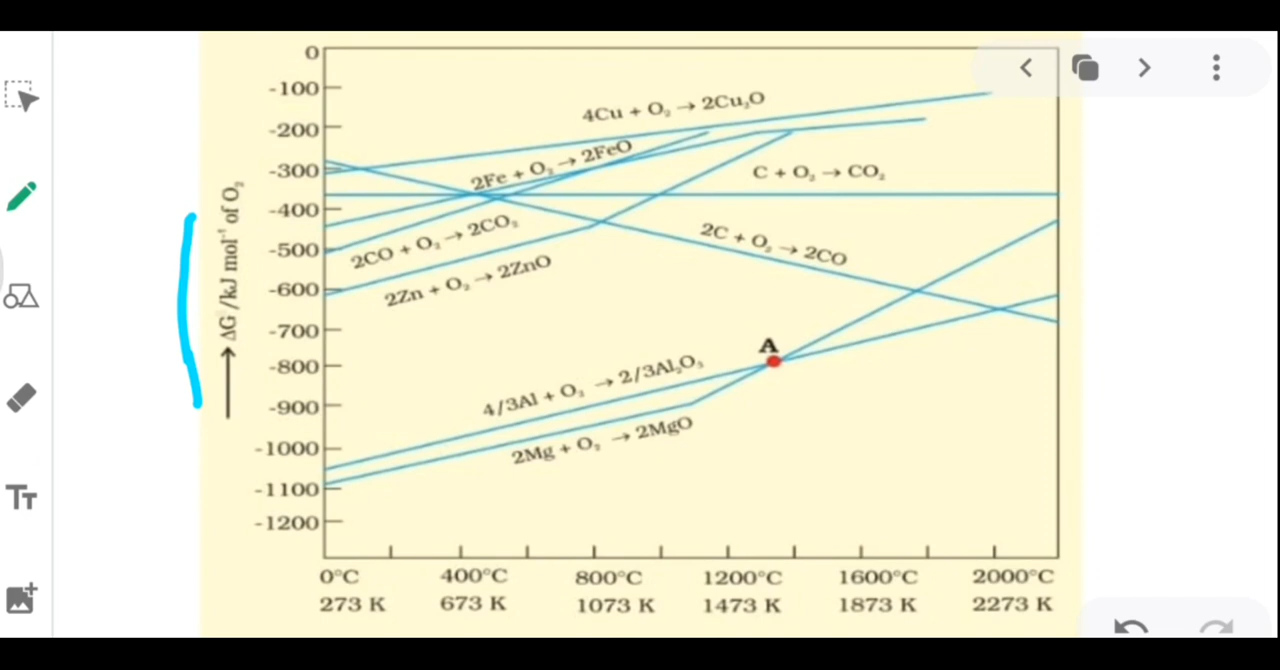 0
-100
-200
-300
-400
-500
-600
-700
-800
-900
-1000
-1100
-1200
ΔG°/kJ mol⁻¹ of O₂
4Cu + O₂ → 2Cu₂O
2Fe + O₂ → 2FeO
C + O₂ → CO₂
2CO + O₂ → 2CO₂
2C + O₂ → 2CO
2Zn + O₂ → 2ZnO
A
4/3Al + O₂ → 2/3Al₂O₃
2Mg + O₂ → 2MgO
0°C 400°C 800°C 1200°C 1600°C 2000°C
273 K 673 K 1073 K 1473 K 1873 K 2273 K
TT